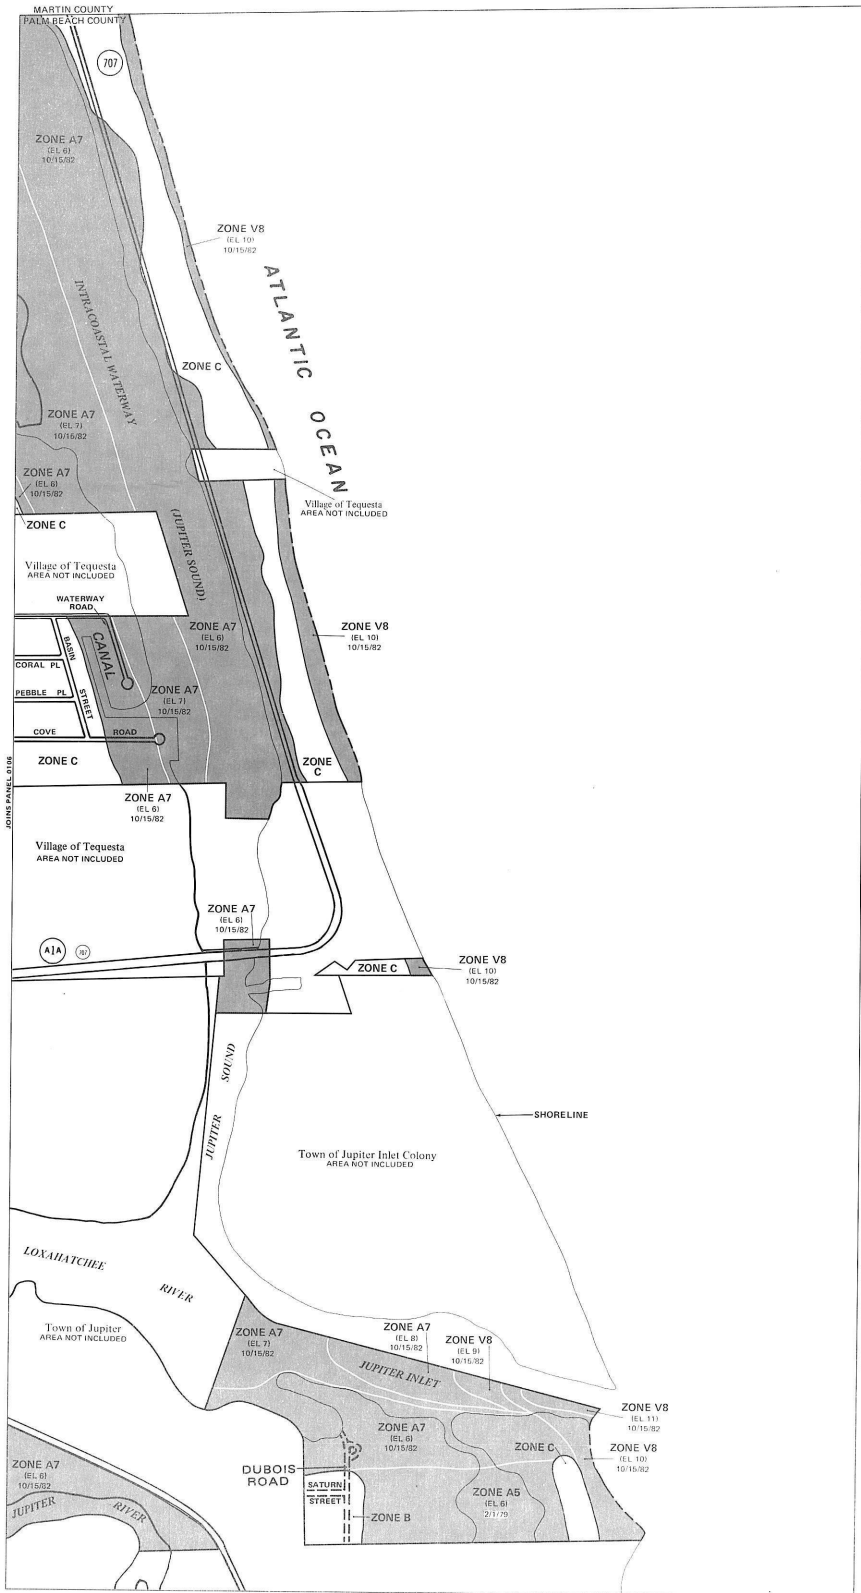 MARTIN COUNTY
PALM BEACH COUNTY
707
ZONE A7
(EL 6)
10/15/82
ZONE V8
(EL 10)
10/15/82
ATLANTIC OCEAN
INTRACOASTAL WATERWAY
ZONE C
ZONE A7
(EL 7)
10/15/82
ZONE A7
(EL 6)
10/15/82
Village of Tequesta
AREA NOT INCLUDED
ZONE C
(JUPITER SOUND)
Village of Tequesta
AREA NOT INCLUDED
WATERWAY
ROAD
ZONE A7
(EL 6)
10/15/82
ZONE V8
(EL 10)
10/15/82
CANAL
BASIN
STREET
CORAL PL
PEBBLE PL
ZONE A7
(EL 7)
10/15/82
COVE ROAD
ZONE C
ZONE
C
ZONE A7
(EL 6)
10/15/82
JOINS PANEL 0106
Village of Tequesta
AREA NOT INCLUDED
ZONE A7
(EL 6)
10/15/82
A1A
707
ZONE C
ZONE V8
(EL 10)
10/15/82
JUPITER SOUND
SHORELINE
Town of Jupiter Inlet Colony
AREA NOT INCLUDED
LOXAHATCHEE RIVER
Town of Jupiter
AREA NOT INCLUDED
ZONE A7
(EL 7)
10/15/82
ZONE A7
(EL 8)
10/15/82
ZONE V8
(EL 9)
10/15/82
JUPITER INLET
ZONE V8
(EL 11)
10/15/82
ZONE A7
(EL 6)
10/15/82
ZONE C
ZONE V8
(EL 10)
10/15/82
ZONE A7
(EL 6)
10/15/82
JUPITER RIVER
DUBOIS
ROAD
SATURN
STREET
ZONE A5
(EL 6)
2/1/79
ZONE B